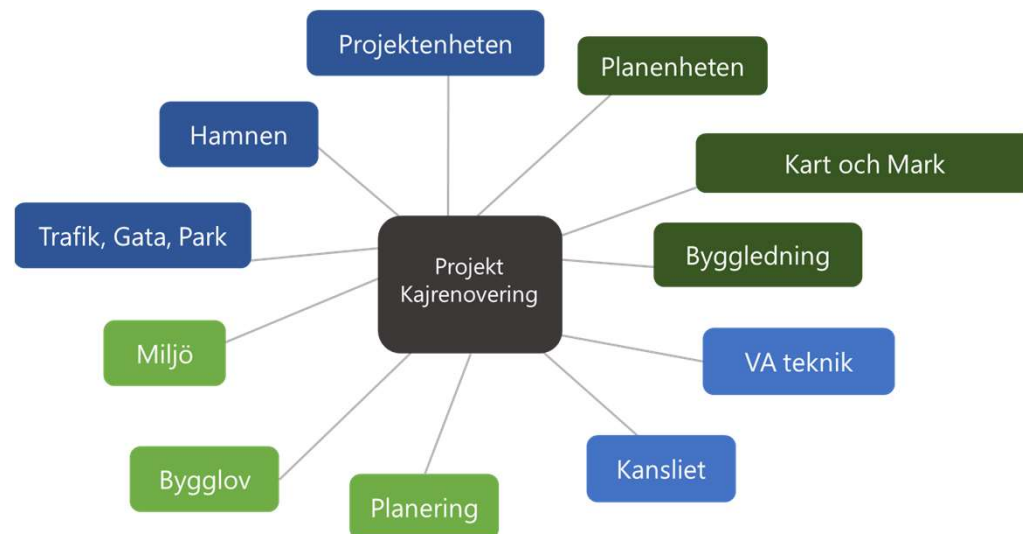 Projektenheten
Planenheten
Hamnen
Kart och Mark
Trafik, Gata, Park
Byggledning
Projekt
Kajrenovering
Miljö
VA teknik
Bygglov
Kansliet
Planering